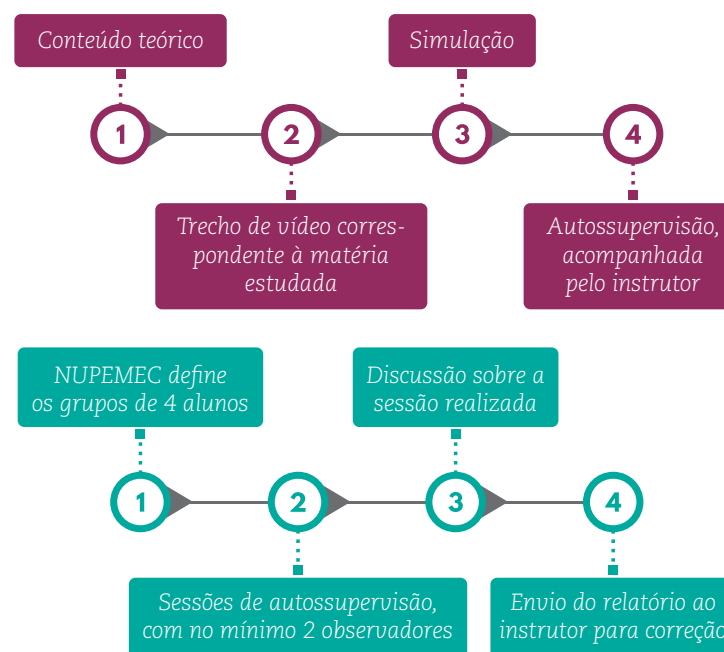 Conteúdo teórico
Simulação
1
2
3
4
Trecho de vídeo corres-
pondente à matéria
estudada
Autossupervisão,
acompanhada
pelo instrutor
NUPEMEC define
os grupos de 4 alunos
Discussão sobre a
sessão realizada
1
2
3
4
Sessões de autossupervisão,
com no mínimo 2 observadores
Envio do relatório ao
instrutor para correção